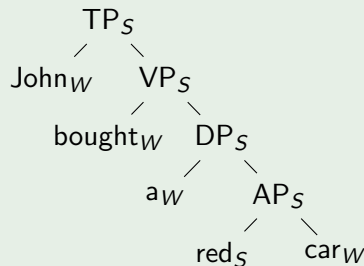 TP_S
John_W VP_S
bought_W DP_S
a_W AP_S
red_S car_W